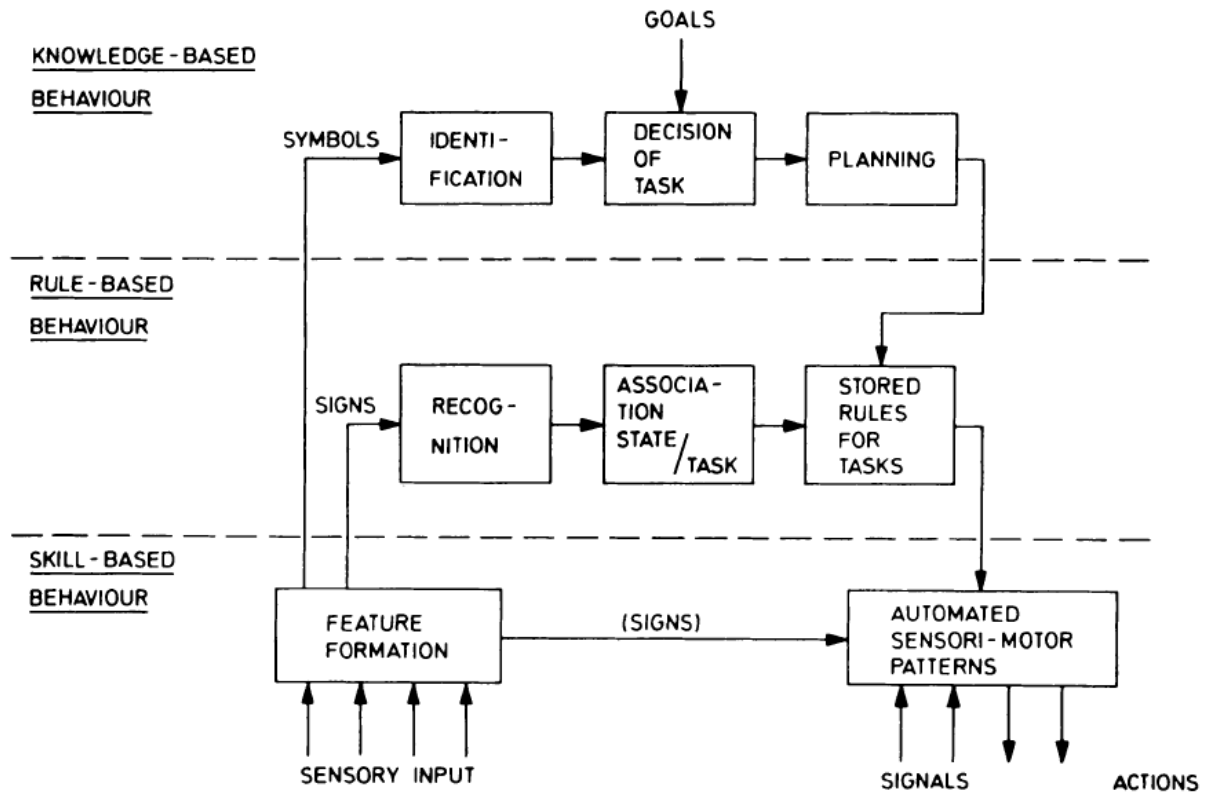 GOALS
KNOWLEDGE-BASED
BEHAVIOUR
SYMBOLS
IDENTI-
FICATION
DECISION
OF
TASK
PLANNING
RULE-BASED
BEHAVIOUR
SIGNS
RECOG-
NITION
ASSOCIA-
TION
STATE/
TASK
STORED
RULES
FOR
TASKS
SKILL-BASED
BEHAVIOUR
FEATURE
FORMATION
(SIGNS)
AUTOMATED
SENSORI-MOTOR
PATTERNS
SENSORY INPUT
SIGNALS
ACTIONS